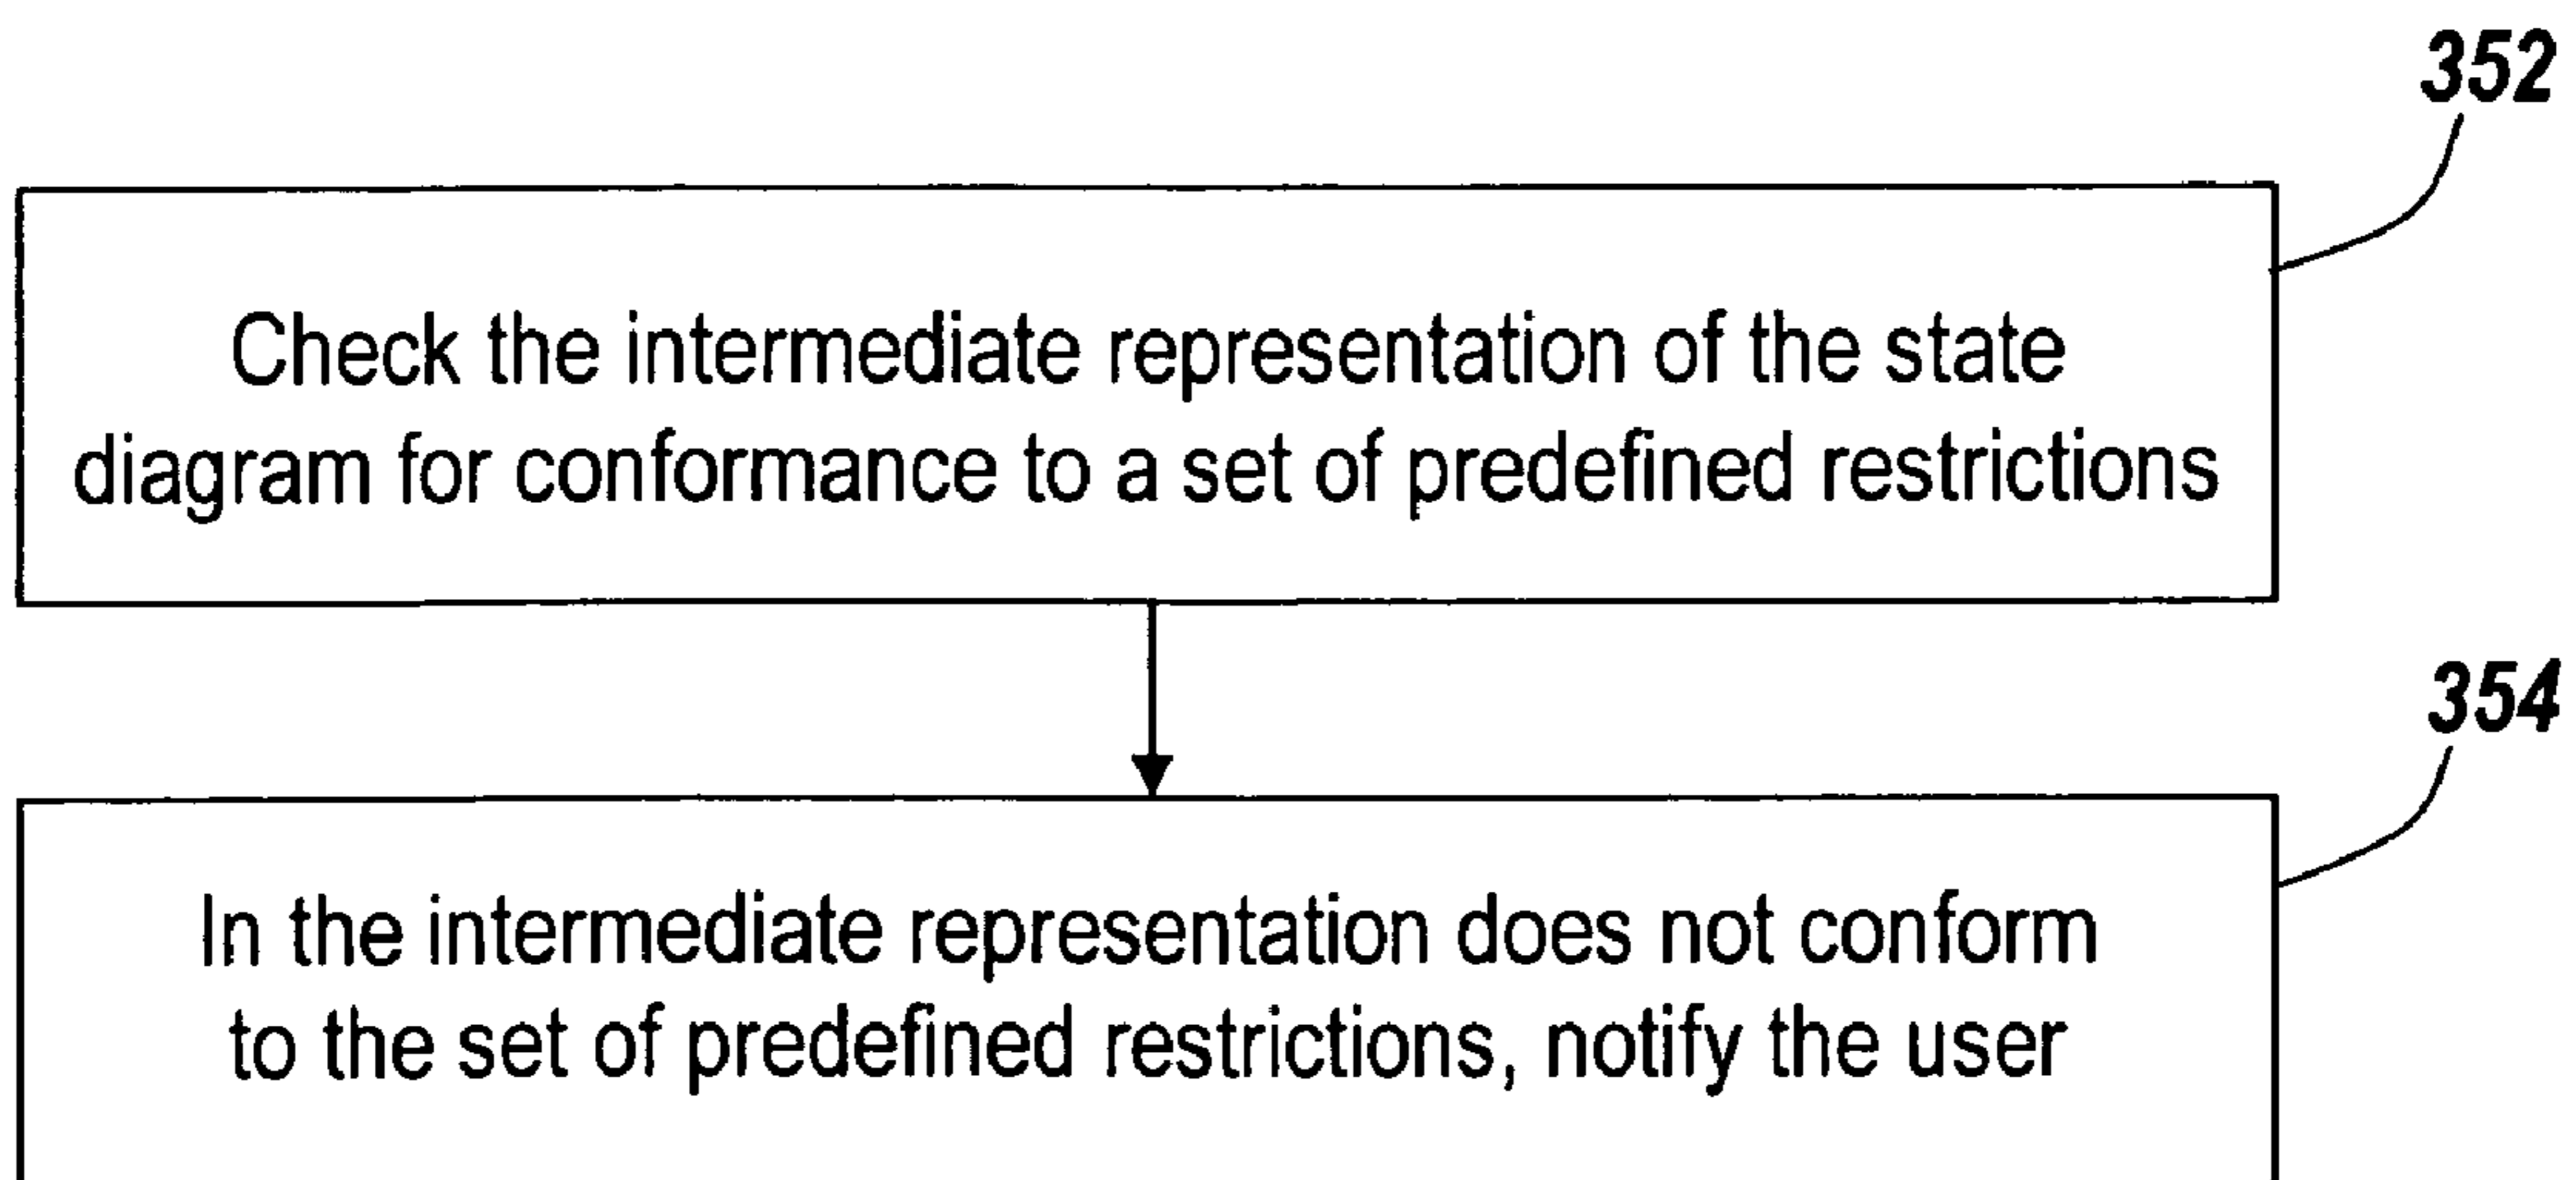 352
Check the intermediate representation of the state
diagram for conformance to a set of predefined restrictions
354
In the intermediate representation does not conform
to the set of predefined restrictions, notify the user